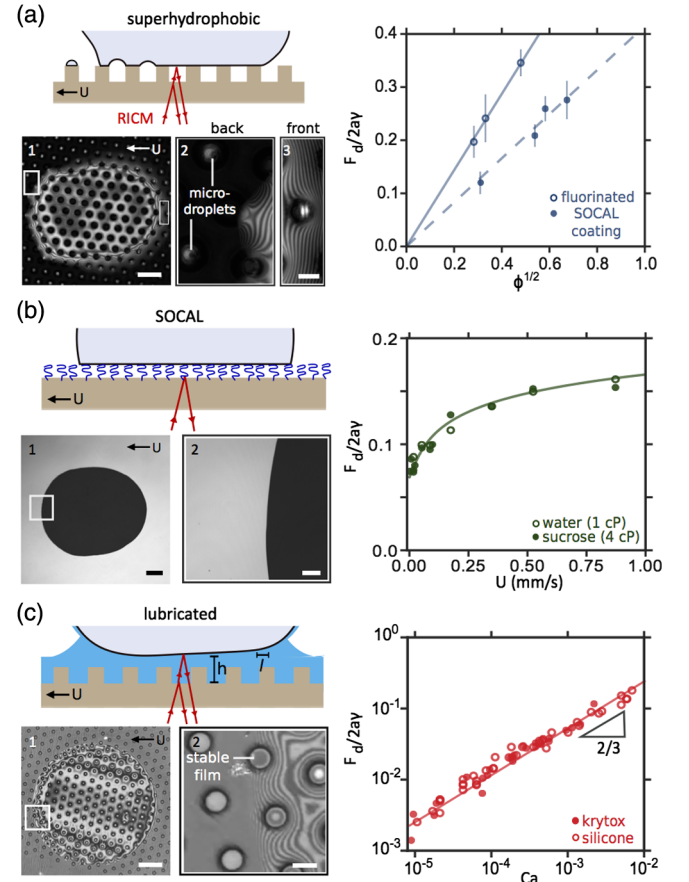 (a)
superhydrophobic
U
RICM
back
front
1
U
2
3
micro-
droplets
F_d/2aγ
0.4
0.3
0.2
0.1
0.0
0.0 0.2 0.4 0.6 0.8 1.0
ϕ^1/2
fluorinated
SOCAL
coating
(b)
SOCAL
U
1
U
2
F_d/2aγ
0.2
0.1
0.0
0 0.25 0.50 0.75 1.00
U (mm/s)
water (1 cP)
sucrose (4 cP)
(c)
lubricated
h
l
U
1
U
2
stable
film
F_d/2aγ
10^0
10^-1
10^-2
10^-3
10^-5 10^-4 10^-3 10^-2
Ca
2/3
krytox
silicone